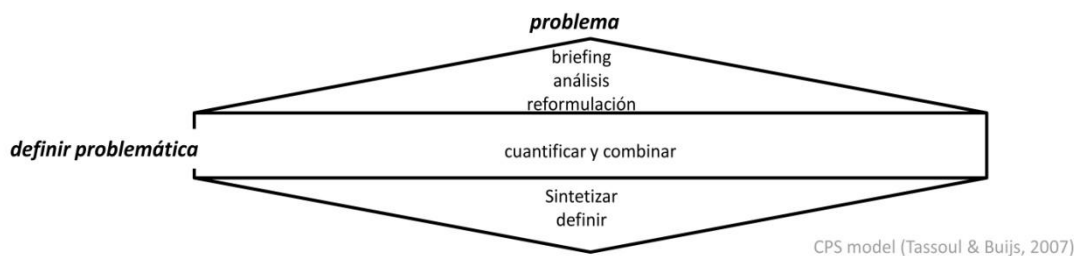 problema
briefing
análisis
reformulación
definir problemática
cuantificar y combinar
Sintetizar
definir
CPS model (Tassoul & Buijs, 2007)